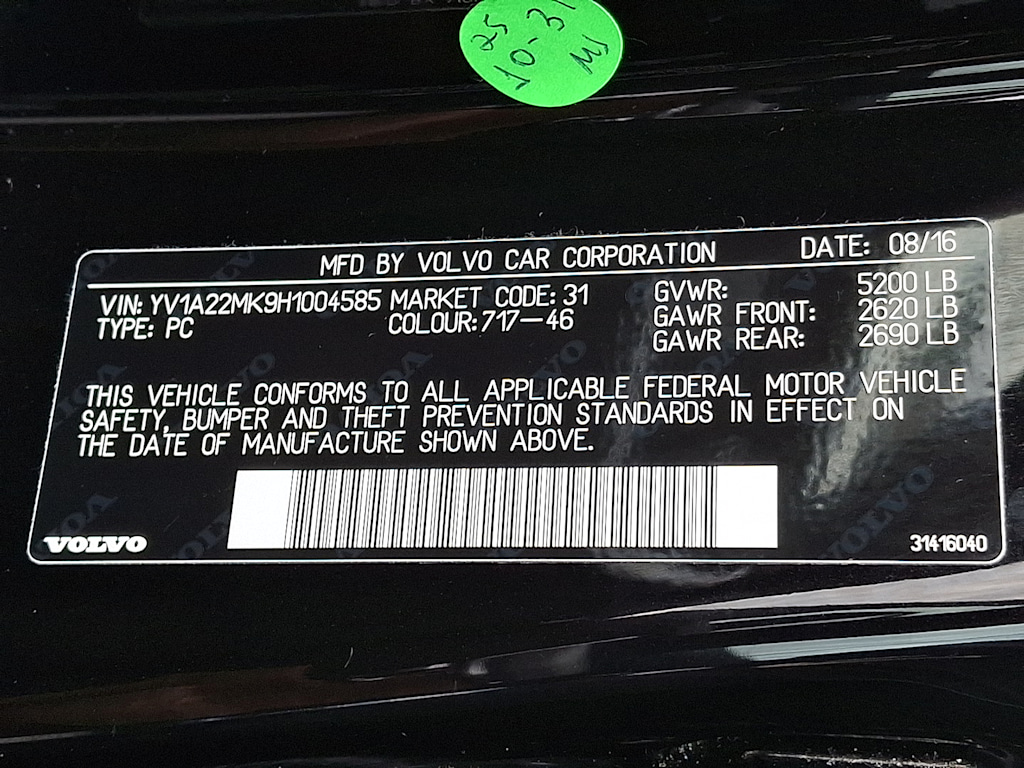 25
10-31
MJ
MFD BY VOLVO CAR CORPORATION DATE: 08/16
VIN: YV1A22MK9H1004585 MARKET CODE: 31 GVWR: 5200 LB
TYPE: PC COLOUR: 717-46 GAWR FRONT: 2620 LB
GAWR REAR: 2690 LB
THIS VEHICLE CONFORMS TO ALL APPLICABLE FEDERAL MOTOR VEHICLE
SAFETY, BUMPER AND THEFT PREVENTION STANDARDS IN EFFECT ON
THE DATE OF MANUFACTURE SHOWN ABOVE.
VOLVO 31416040